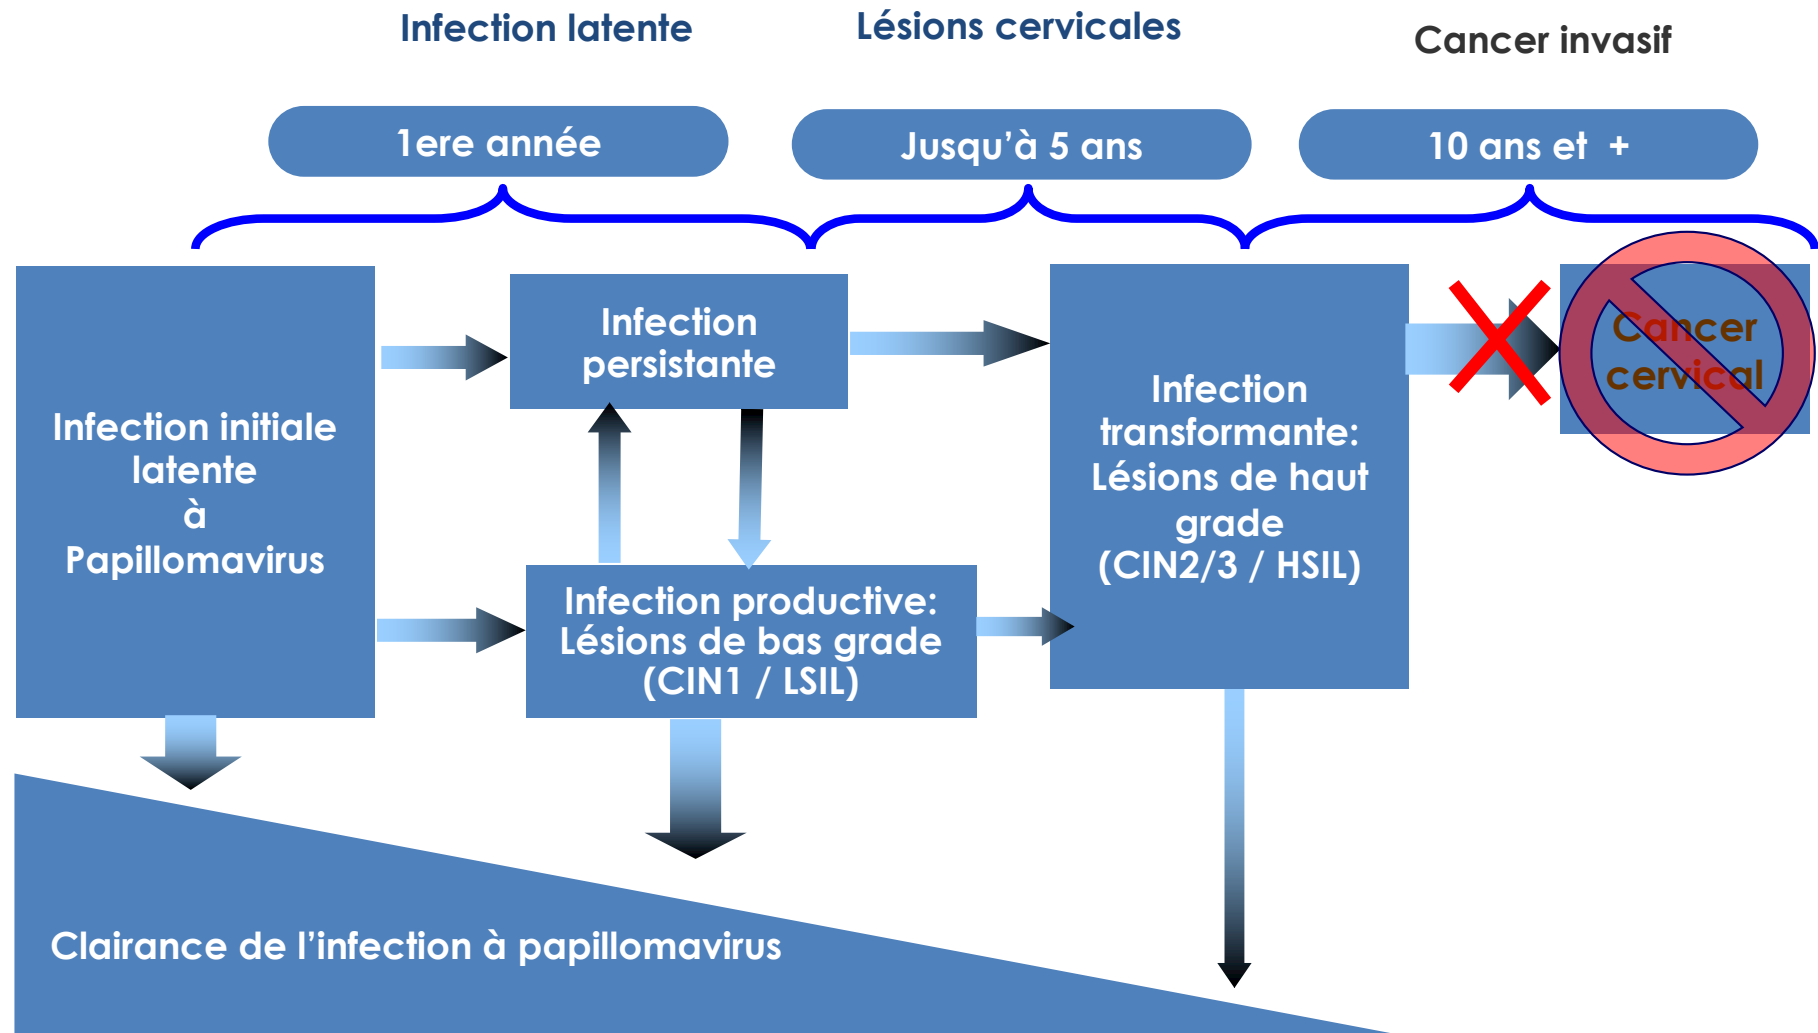 Infection latente
Lésions cervicales
Cancer invasif
1ere année
Jusqu’à 5 ans
10 ans et +
Infection initiale
latente
à
Papillomavirus
Infection
persistante
Infection productive:
Lésions de bas grade
(CIN1 / LSIL)
Infection
transformante:
Lésions de haut
grade
(CIN2/3 / HSIL)
Cancer
cervical
Clairance de l’infection à papillomavirus